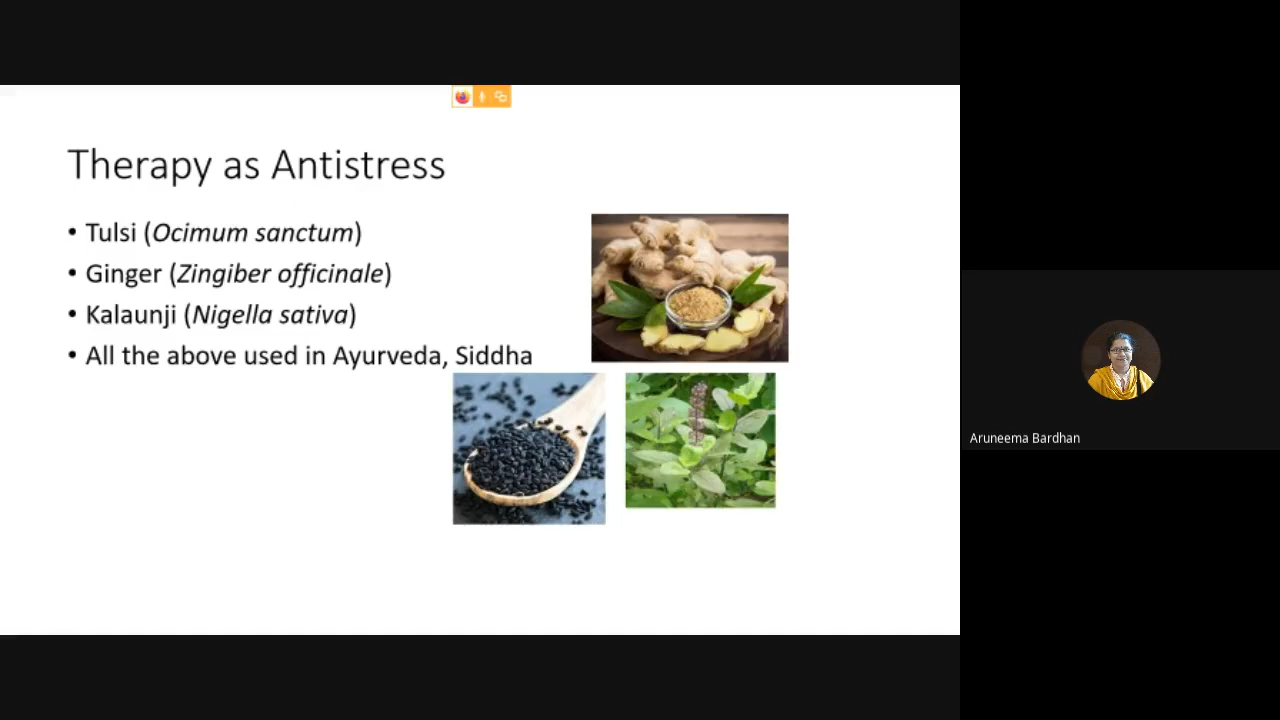 Therapy as Antistress
• Tulsi (Ocimum sanctum)
• Ginger (Zingiber officinale)
• Kalaunji (Nigella sativa)
• All the above used in Ayurveda, Siddha
Aruneema Bardhan